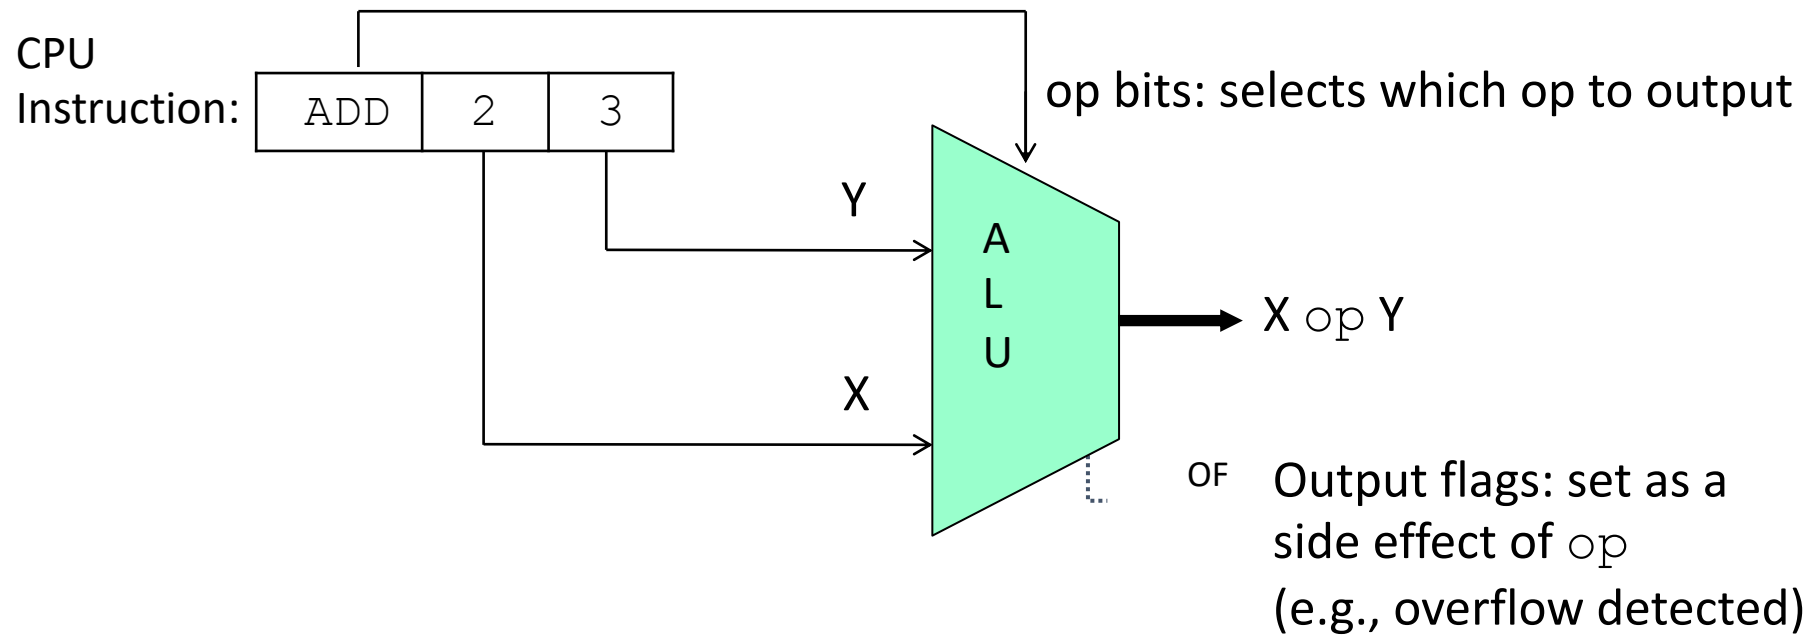 CPU
Instruction:
ADD 2 3
op bits: selects which op to output
Y
A
L
U
X op Y
X
OF
Output flags: set as a
side effect of op
(e.g., overflow detected)